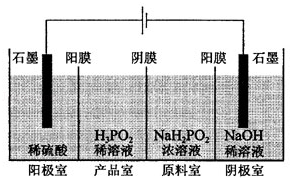 石墨 阳膜 阴膜 阳膜 石墨
H₃PO₂ NaH₂PO₂ NaOH
稀硫酸 稀溶液 浓溶液 稀溶液
阳极室 产品室 原料室 阴极室